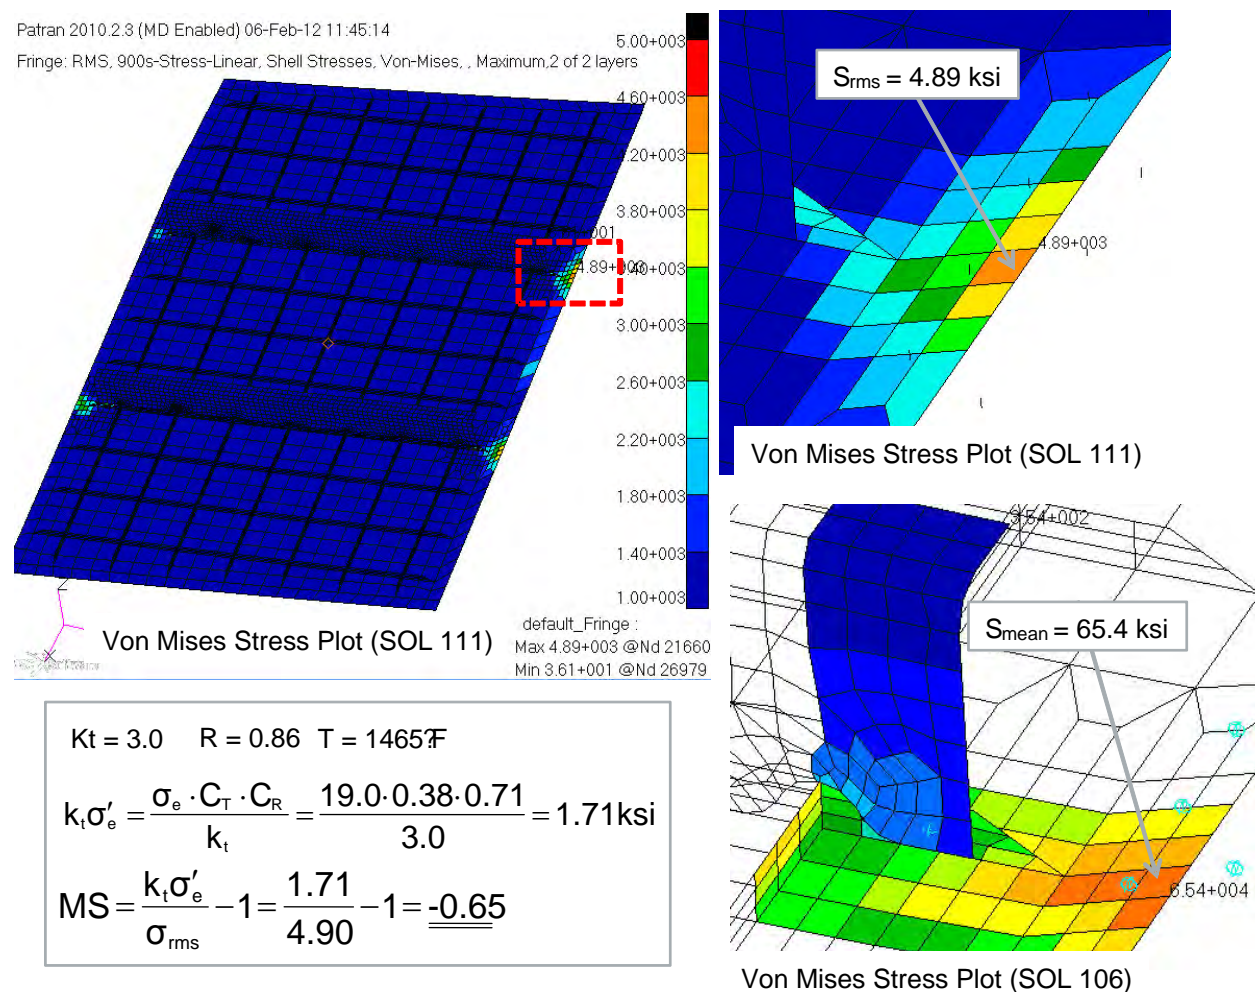 Patran 2010.2.3 (MD Enabled) 06-Feb-12 11:45:14
Fringe: RMS, 900s-Stress-Linear, Shell Stresses, Von-Mises, , Maximum,2 of 2 layers
5.00+003
4.60+003
4.20+003
3.80+003
3.40+003
3.00+003
2.60+003
2.20+003
1.80+003
1.40+003
1.00+003
001
4.89+003
default_Fringe :
Max 4.89+003 @Nd 21660
Min 3.61+001 @Nd 26979
Von Mises Stress Plot (SOL 111)
Srms = 4.89 ksi
4.89+003
Von Mises Stress Plot (SOL 111)
3.54+002
Smean = 65.4 ksi
6.54+004
Von Mises Stress Plot (SOL 106)
Kt = 3.0 R = 0.86 T = 1465?F
ktσ′e = σe · CT · CR / kt = 19.0·0.38·0.71 / 3.0 = 1.71ksi
MS = ktσ′e / σrms − 1 = 1.71 / 4.90 − 1 = -0.65